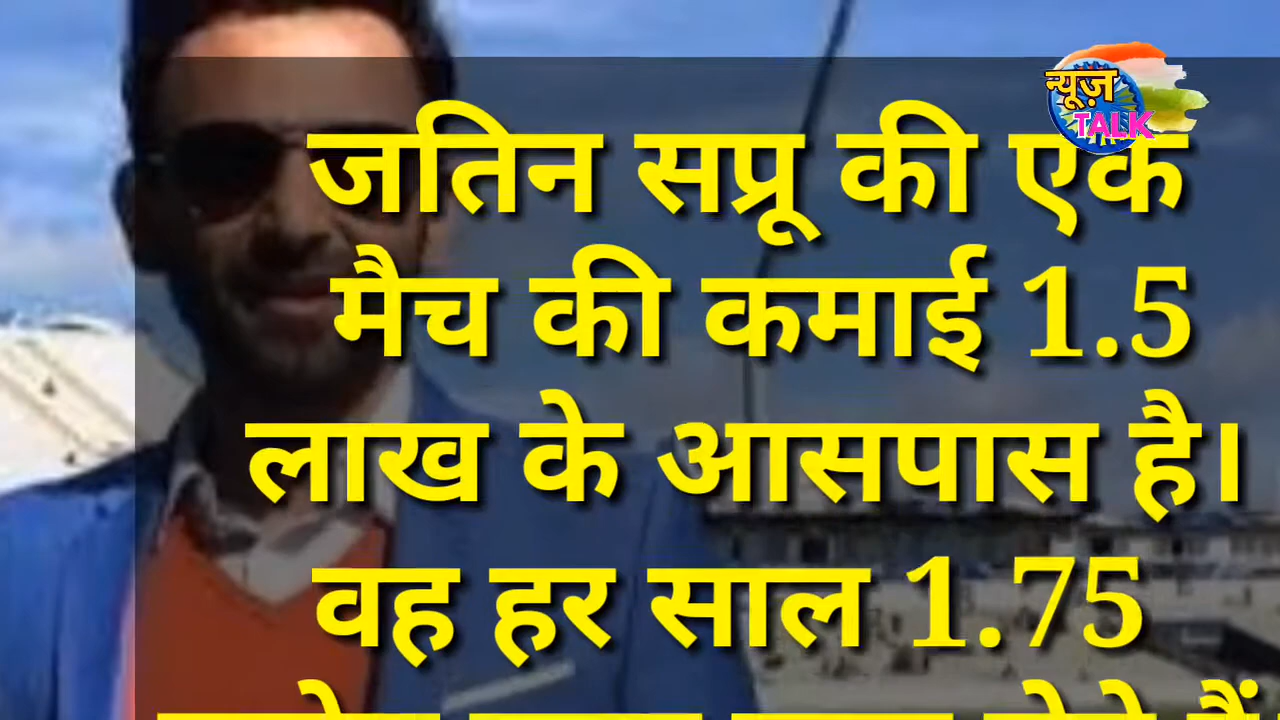 न्यूज़
TALK
जतिन सप्रू की एक
मैच की कमाई 1.5
लाख के आसपास है।
वह हर साल 1.75